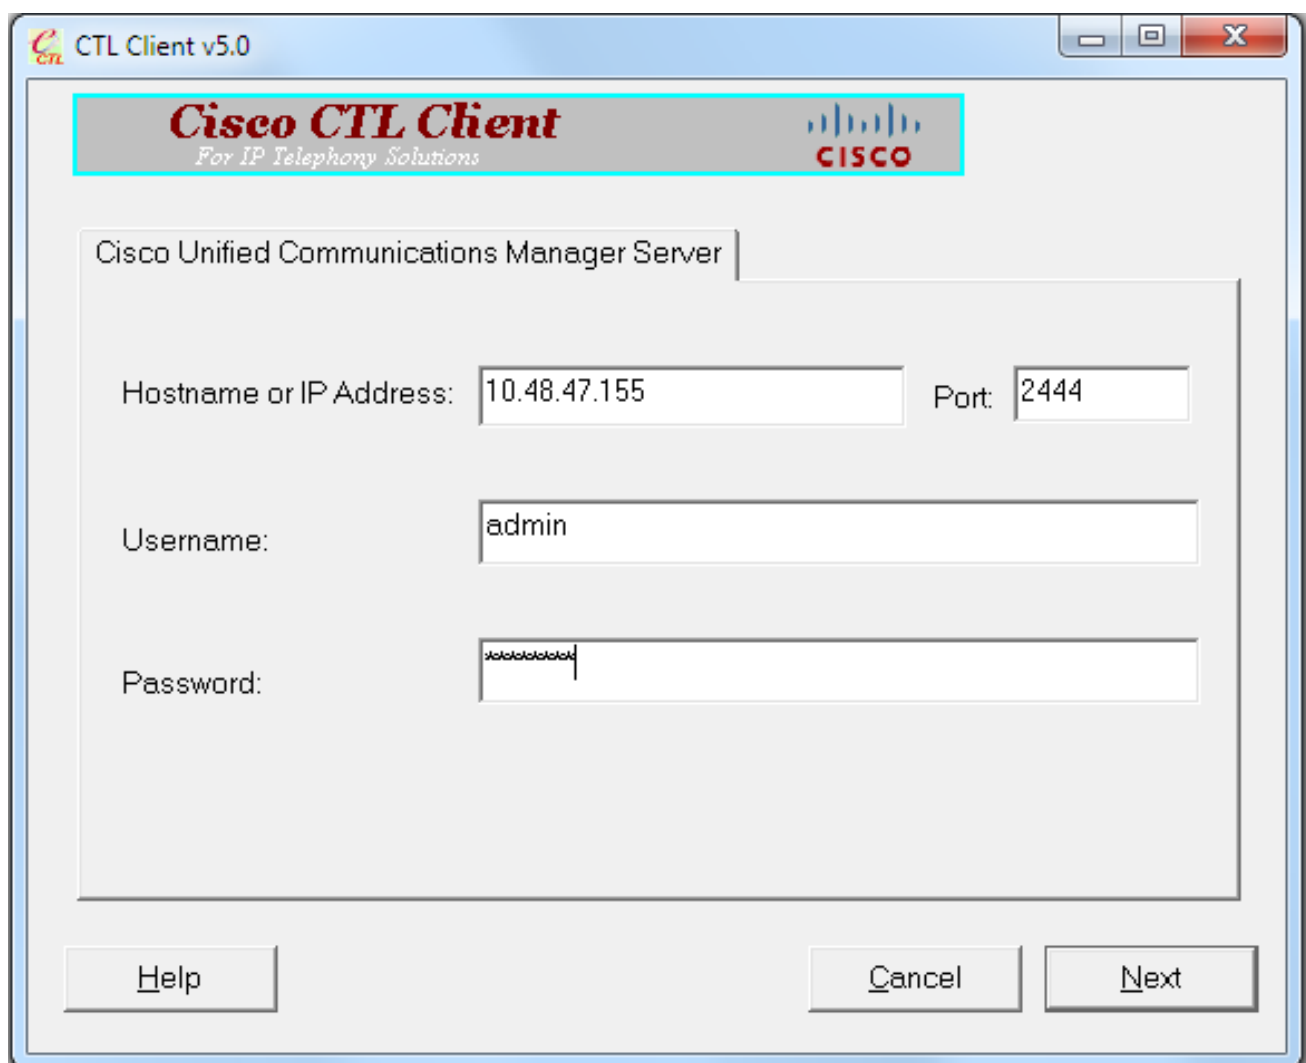 CTL Client v5.0
Cisco CTL Client
For IP Telephony Solutions
CISCO
Cisco Unified Communications Manager Server
Hostname or IP Address: 10.48.47.155 Port: 2444
Username: admin
Password: *********
Help Cancel Next